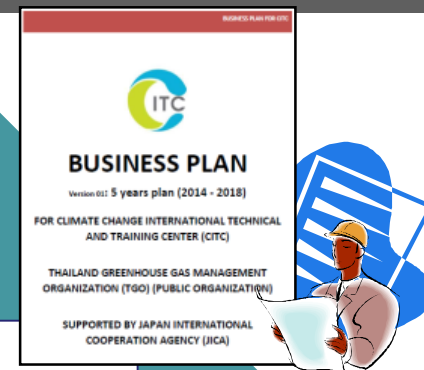 BUSINESS PLAN FOR CITC
ITC
BUSINESS PLAN
Version 01: 5 years plan (2014 - 2018)
FOR CLIMATE CHANGE INTERNATIONAL TECHNICAL
AND TRAINING CENTER (CITC)
THAILAND GREENHOUSE GAS MANAGEMENT
ORGANIZATION (TGO) (PUBLIC ORGANIZATION)
SUPPORTED BY JAPAN INTERNATIONAL
COOPERATION AGENCY (JICA)